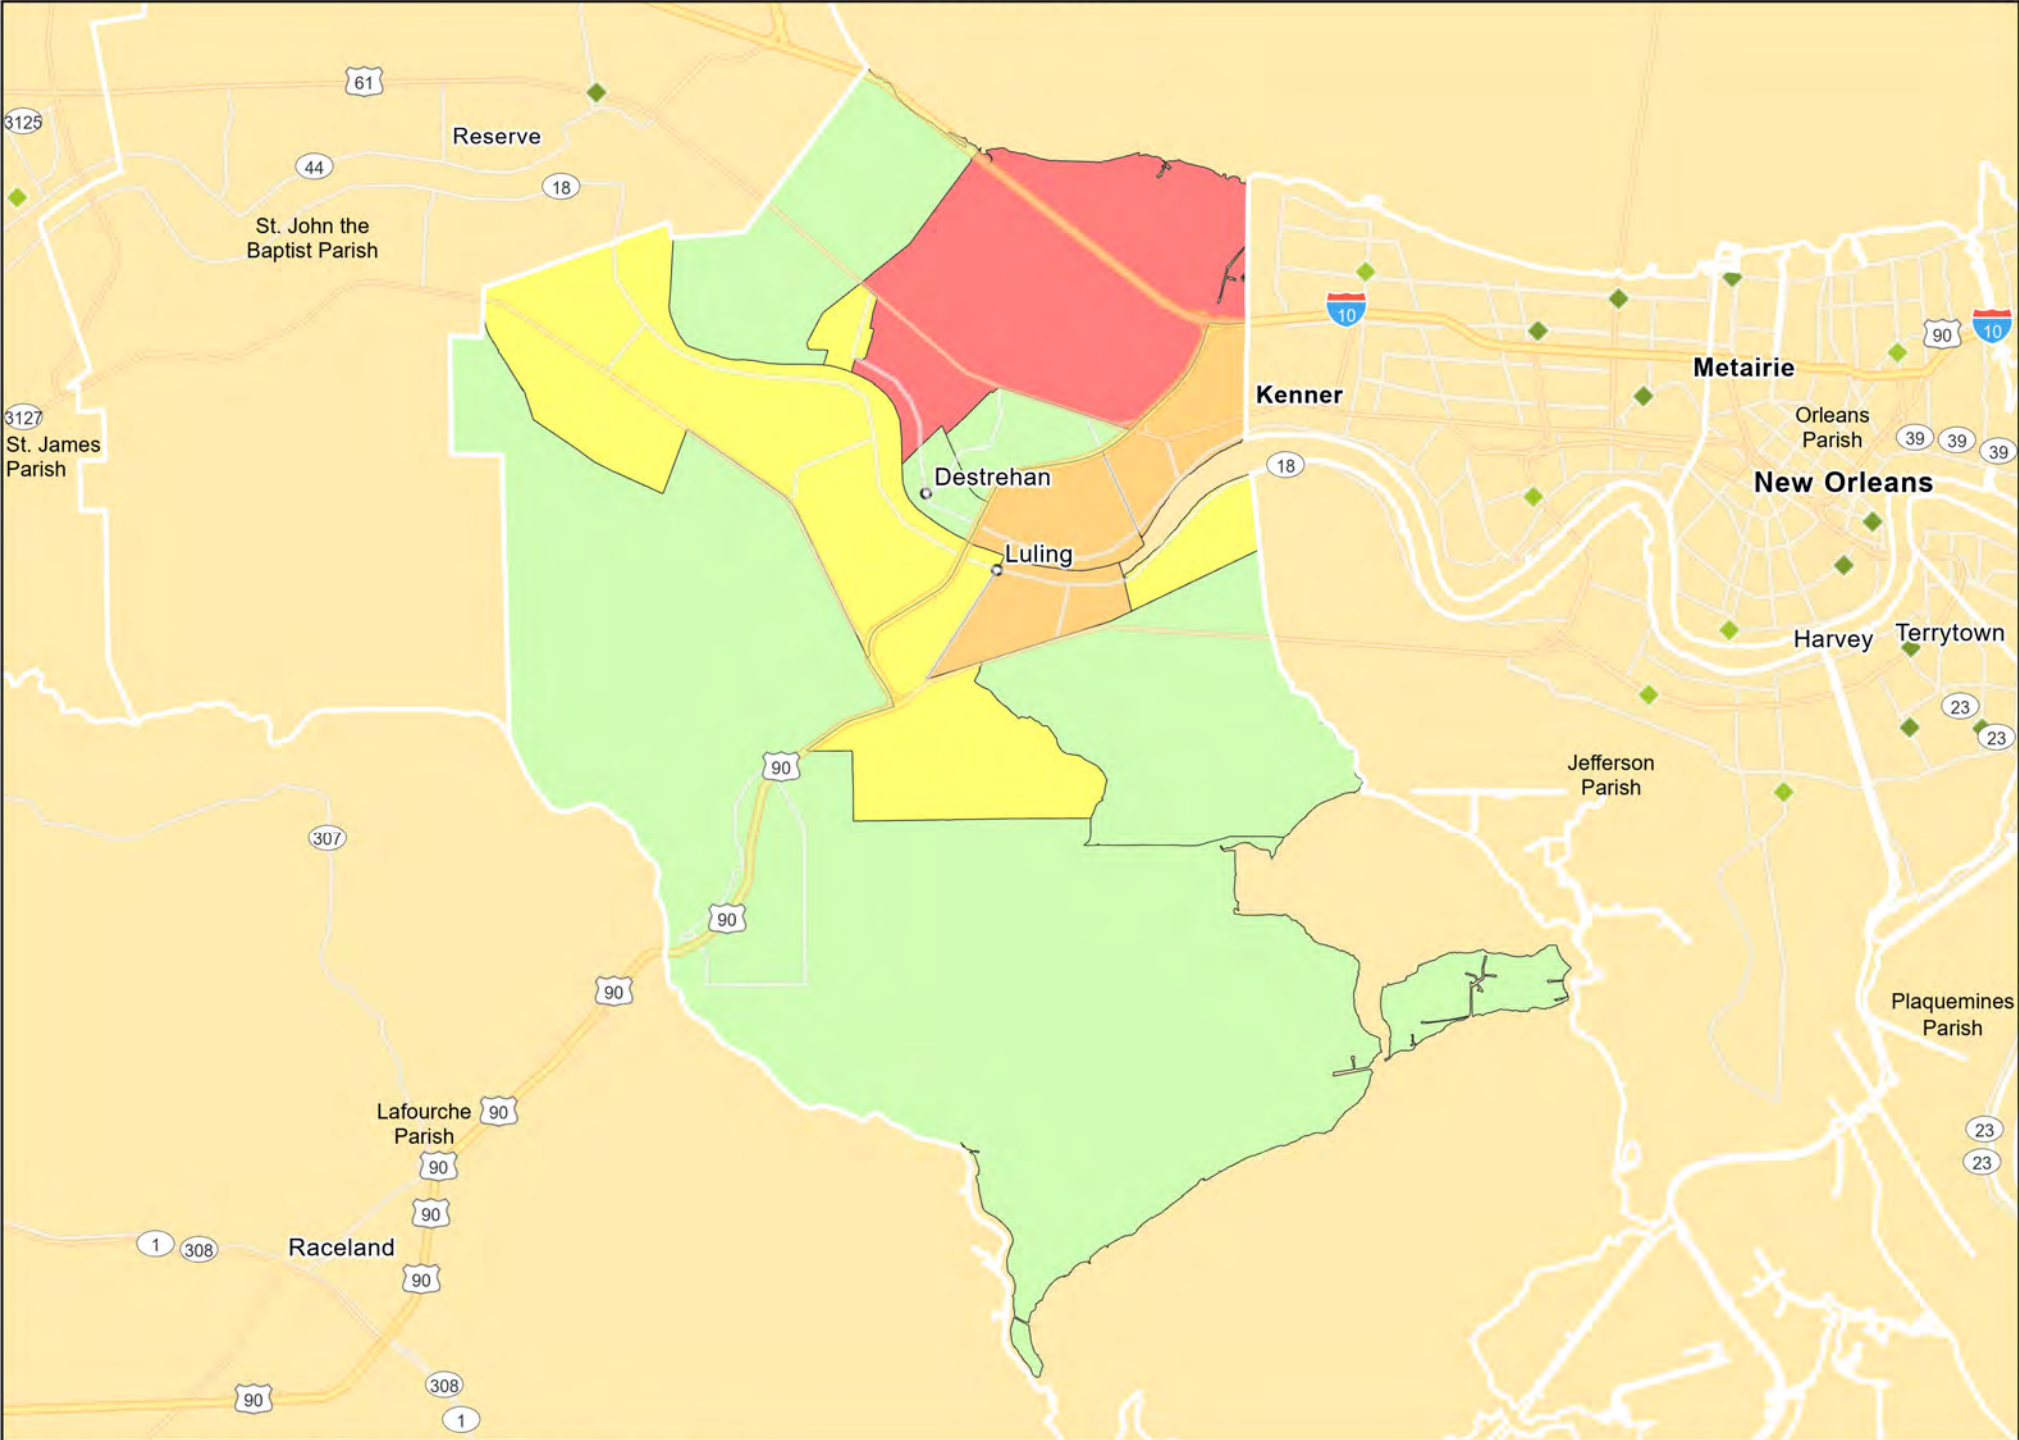 61
3125
Reserve
44
18
St. John the
Baptist Parish
10
10
90
Metairie
Kenner
Orleans
Parish
3127
St. James
Parish
39
39
39
18
Destrehan
New Orleans
Luling
Harvey
Terrytown
23
23
90
Jefferson
Parish
307
90
90
Plaquemines
Parish
Lafourche
Parish
90
23
90
23
90
1
308
Raceland
90
308
90
1